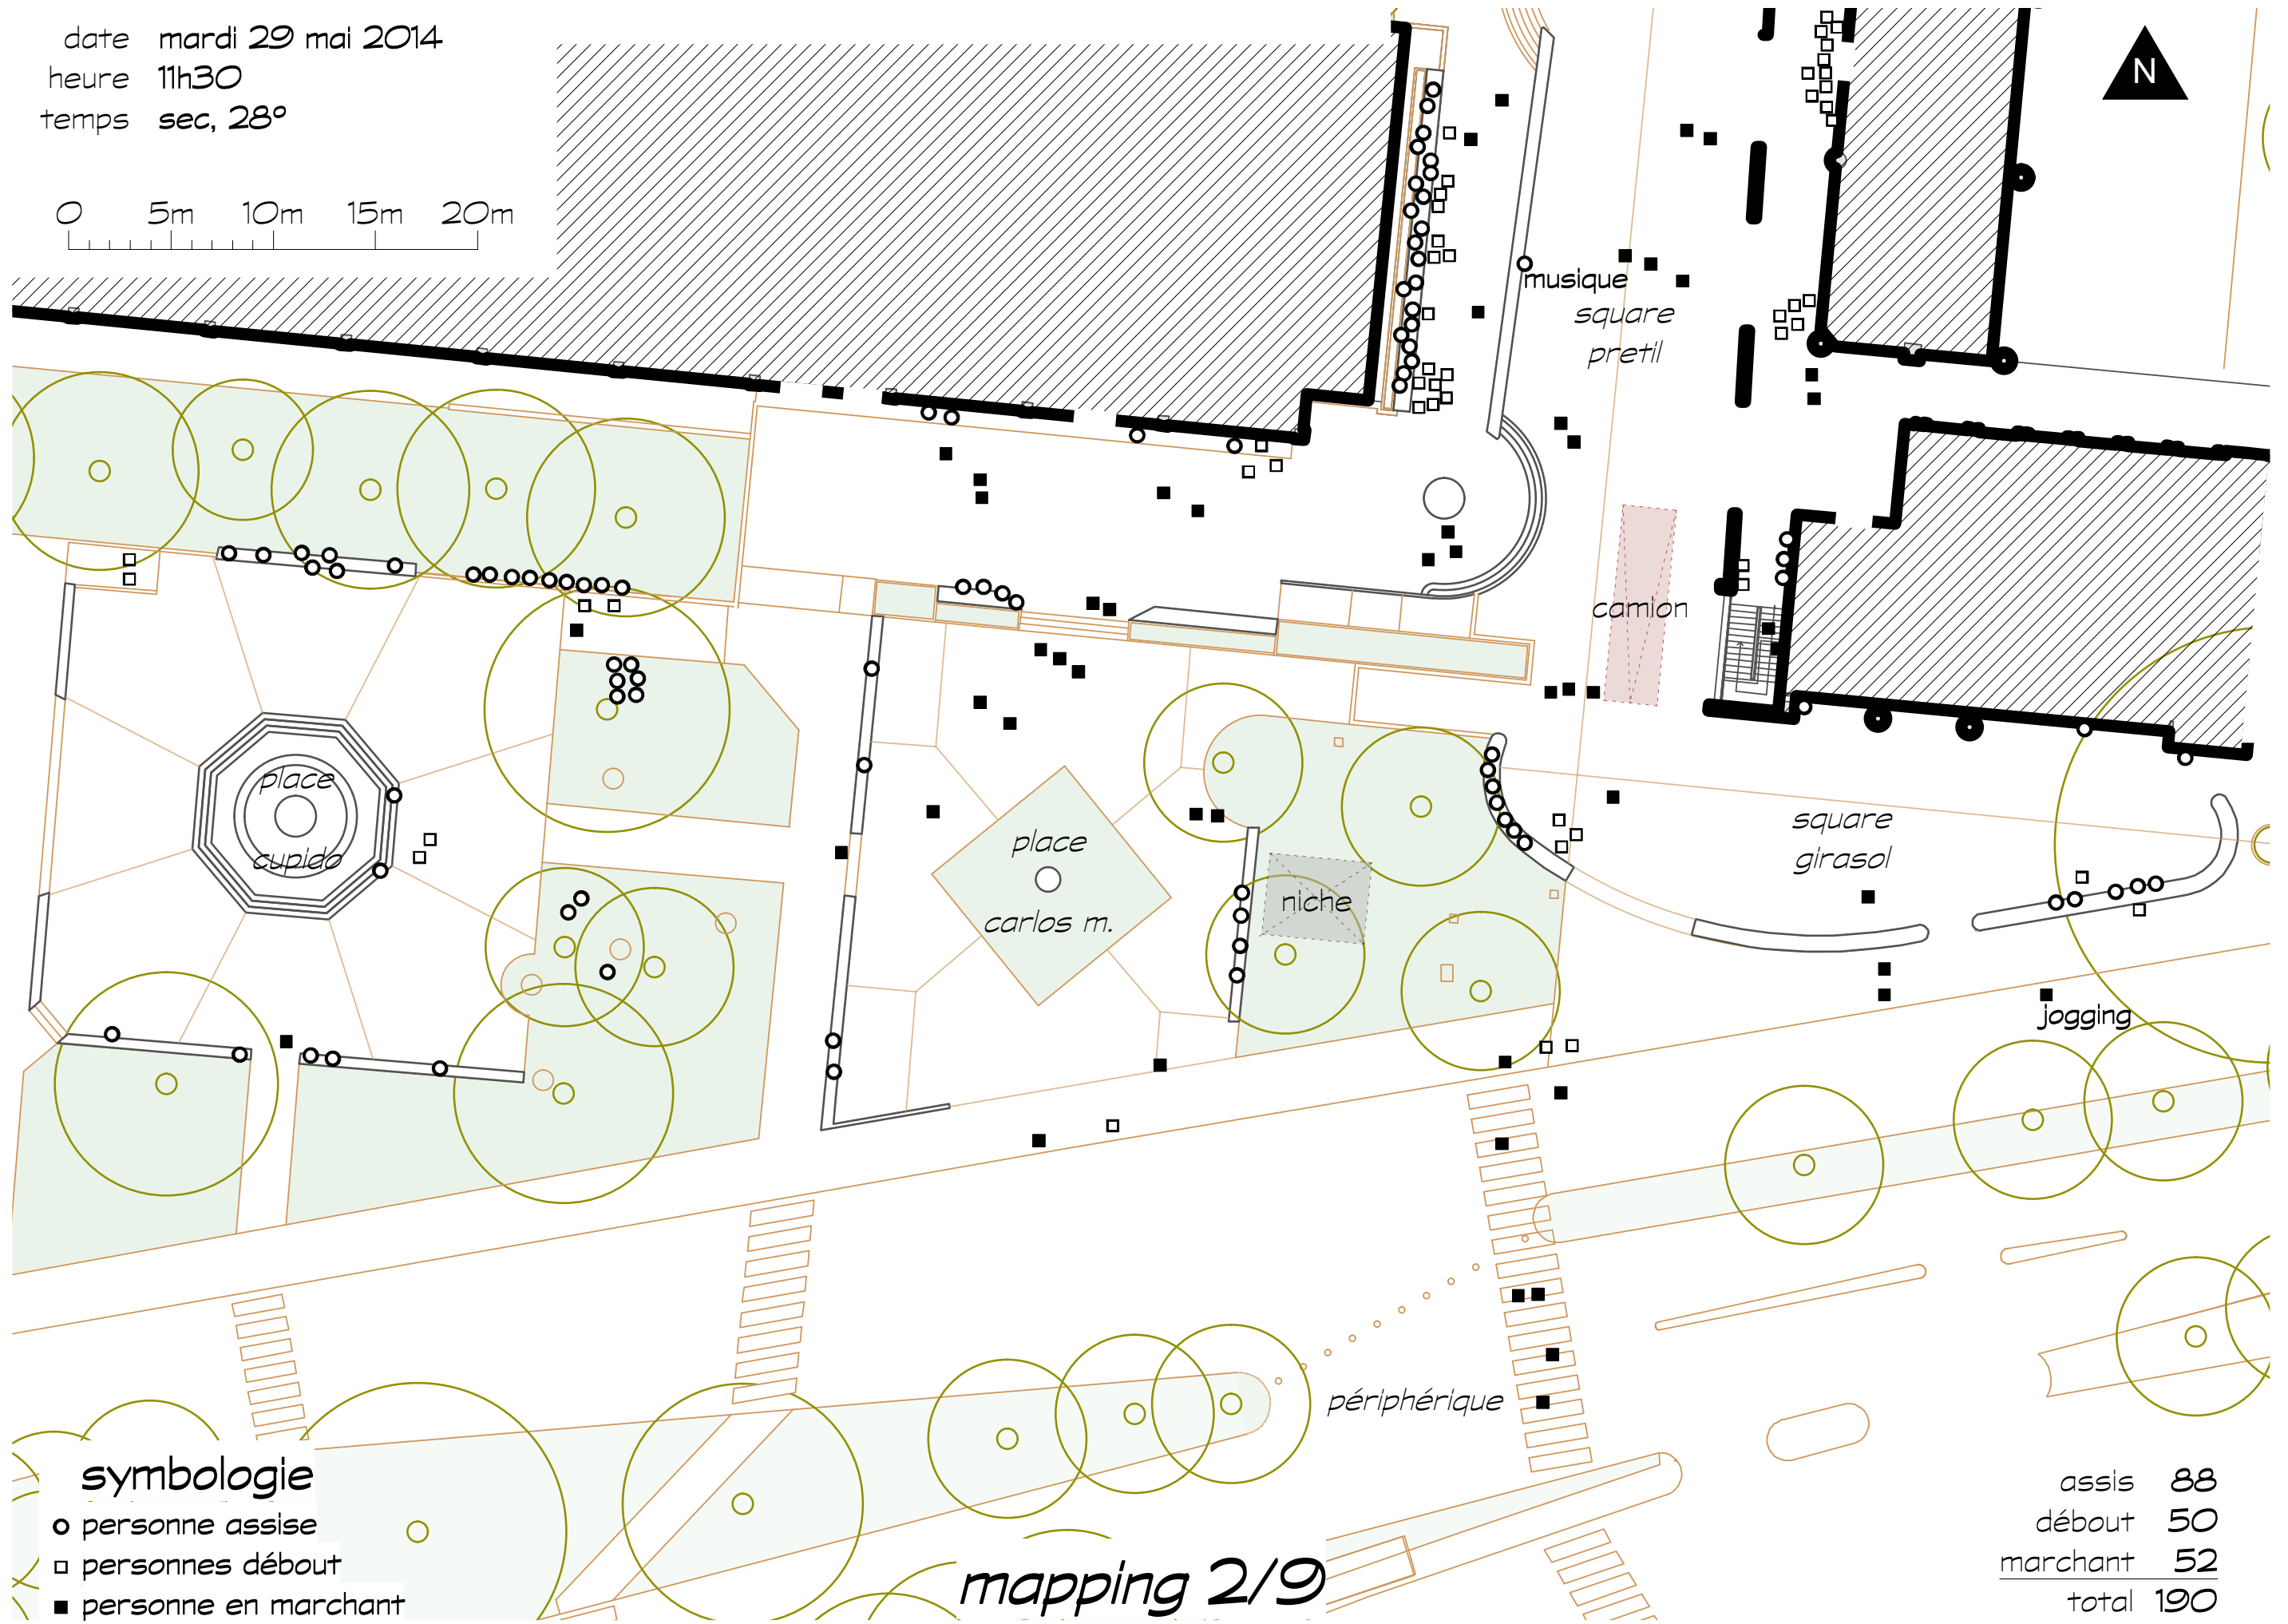 date mardi 29 mai 2014
heure 11h30
temps sec, 28º
N
0 5m 10m 15m 20m
musique
square
pretil
camion
place
cupido
place
carlos m.
niche
square
girasol
jogging
périphérique
symbologie
personne assise
personnes débout
personne en marchant
mapping 2/9
assis 88
débout 50
marchant 52
total 190